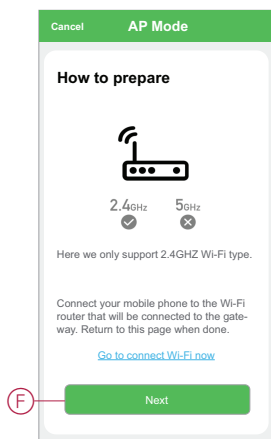 Cancel AP Mode
How to prepare
2.4GHz 5GHz
Here we only support 2.4GHZ Wi-Fi type.
Connect your mobile phone to the Wi-Fi
router that will be connected to the gate-
way. Return to this page when done.
Go to connect Wi-Fi now
F Next